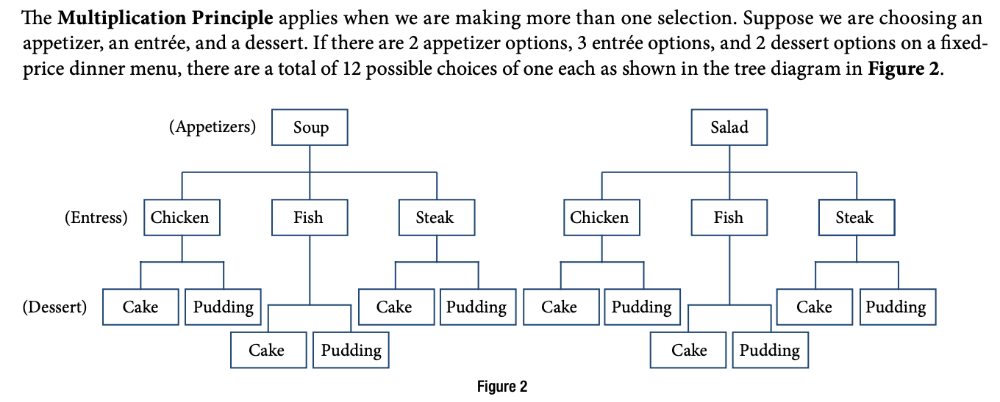 The Multiplication Principle applies when we are making more than one selection. Suppose we are choosing an
appetizer, an entrée, and a dessert. If there are 2 appetizer options, 3 entrée options, and 2 dessert options on a fixed-
price dinner menu, there are a total of 12 possible choices of one each as shown in the tree diagram in Figure 2.
(Appetizers) Soup Salad
(Entress) Chicken Fish Steak Chicken Fish Steak
(Dessert) Cake Pudding Cake Pudding Cake Pudding Cake Pudding
Cake Pudding Cake Pudding
Figure 2